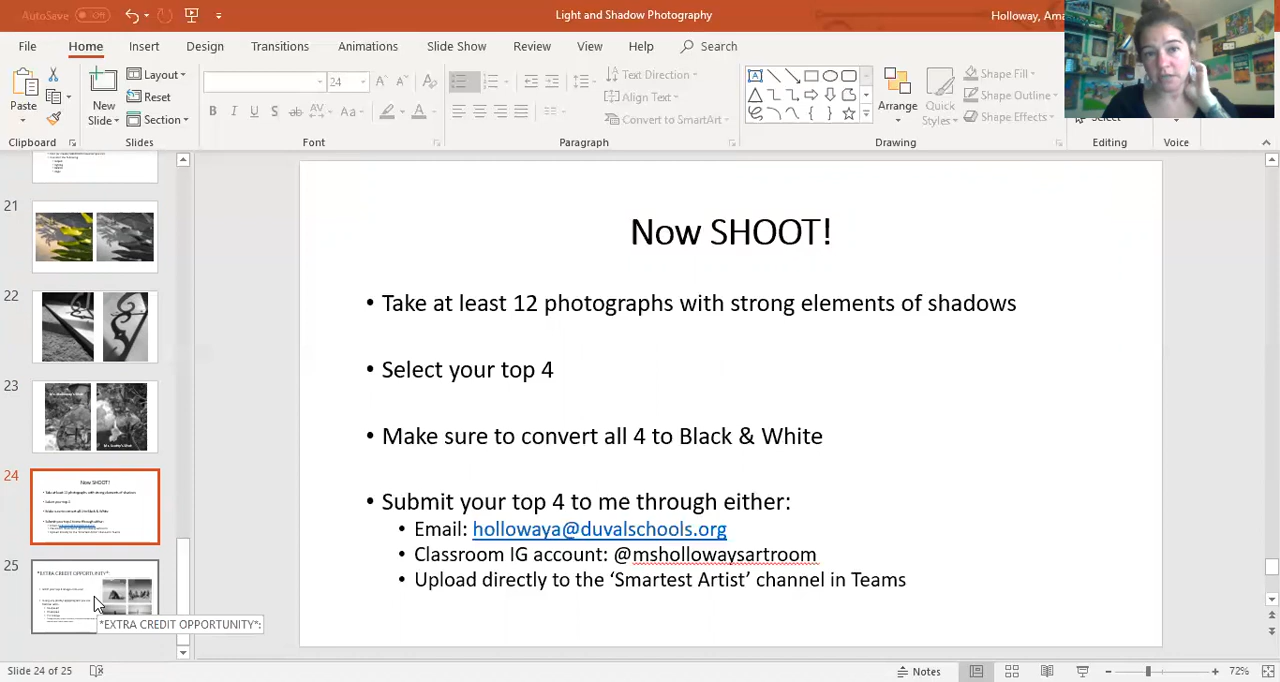 AutoSave Off
Light and Shadow Photography
Holloway, Ama
File Home Insert Design Transitions Animations Slide Show Review View Help Search
Paste
New
Slide
Layout
Reset
Section
24
Text Direction
Align Text
Convert to SmartArt
Arrange
Quick
Styles
Shape Fill
Shape Outline
Shape Effects
Select
Clipboard Slides Font Paragraph Drawing Editing Voice
21
22
23
24
25
*EXTRA CREDIT OPPORTUNITY*:
Now SHOOT!
• Take at least 12 photographs with strong elements of shadows
• Select your top 4
• Make sure to convert all 4 to Black & White
• Submit your top 4 to me through either:
• Email: hollowaya@duvalschools.org
• Classroom IG account: @mshollowaysartroom
• Upload directly to the ‘Smartest Artist’ channel in Teams
Slide 24 of 25
Notes
72%